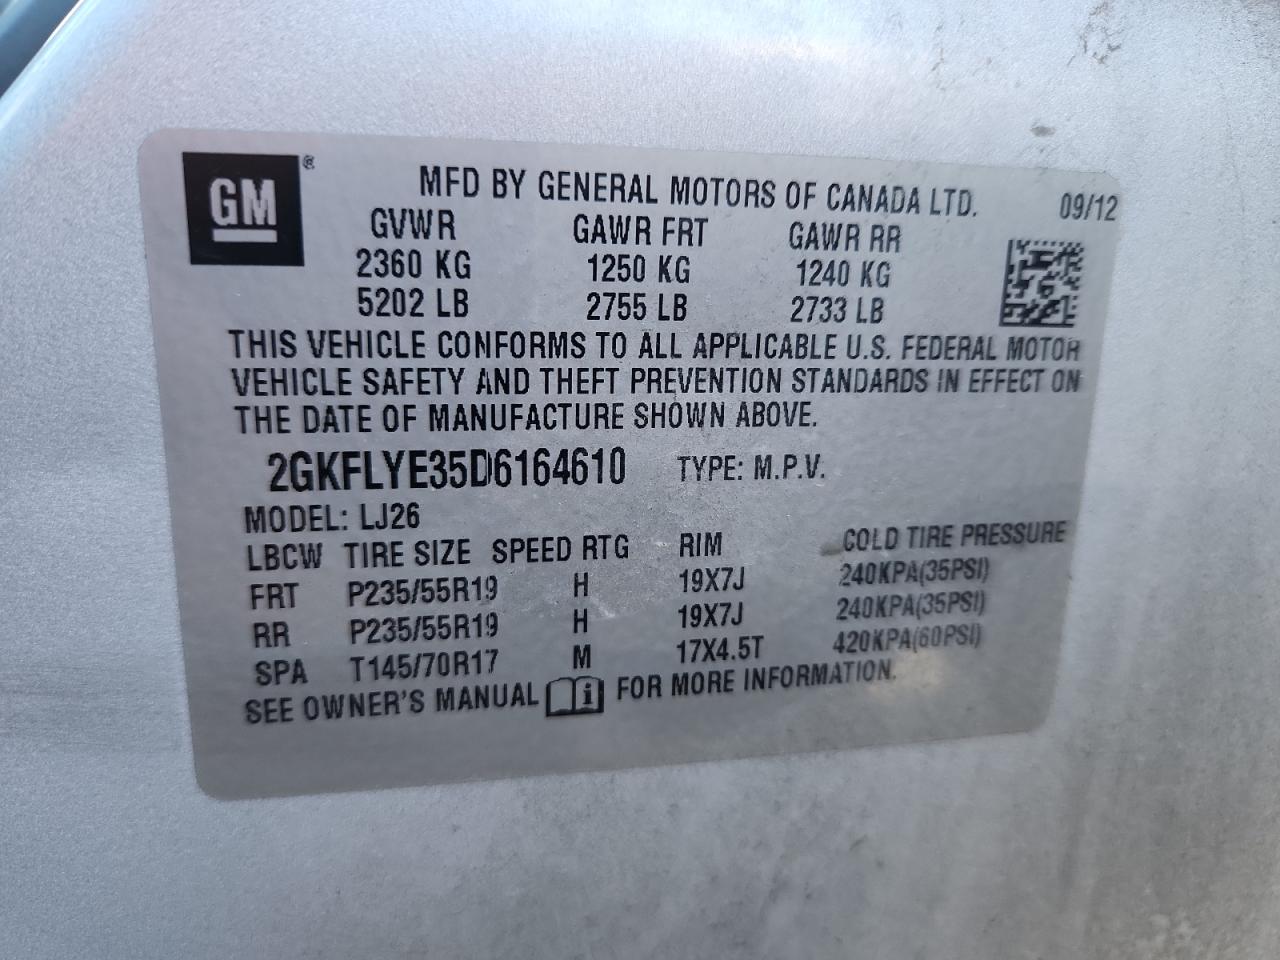 GM ®
MFD BY GENERAL MOTORS OF CANADA LTD. 09/12
GVWR GAWR FRT GAWR RR
2360 KG 1250 KG 1240 KG
5202 LB 2755 LB 2733 LB
THIS VEHICLE CONFORMS TO ALL APPLICABLE U.S. FEDERAL MOTOR
VEHICLE SAFETY AND THEFT PREVENTION STANDARDS IN EFFECT ON
THE DATE OF MANUFACTURE SHOWN ABOVE.
2GKFLYE35D6164610 TYPE: M.P.V.
MODEL: LJ26
LBCW TIRE SIZE SPEED RTG RIM COLD TIRE PRESSURE
FRT P235/55R19 H 19X7J 240KPA(35PSI)
RR P235/55R19 H 19X7J 240KPA(35PSI)
SPA T145/70R17 M 17X4.5T 420KPA(60PSI)
SEE OWNER'S MANUAL i FOR MORE INFORMATION.